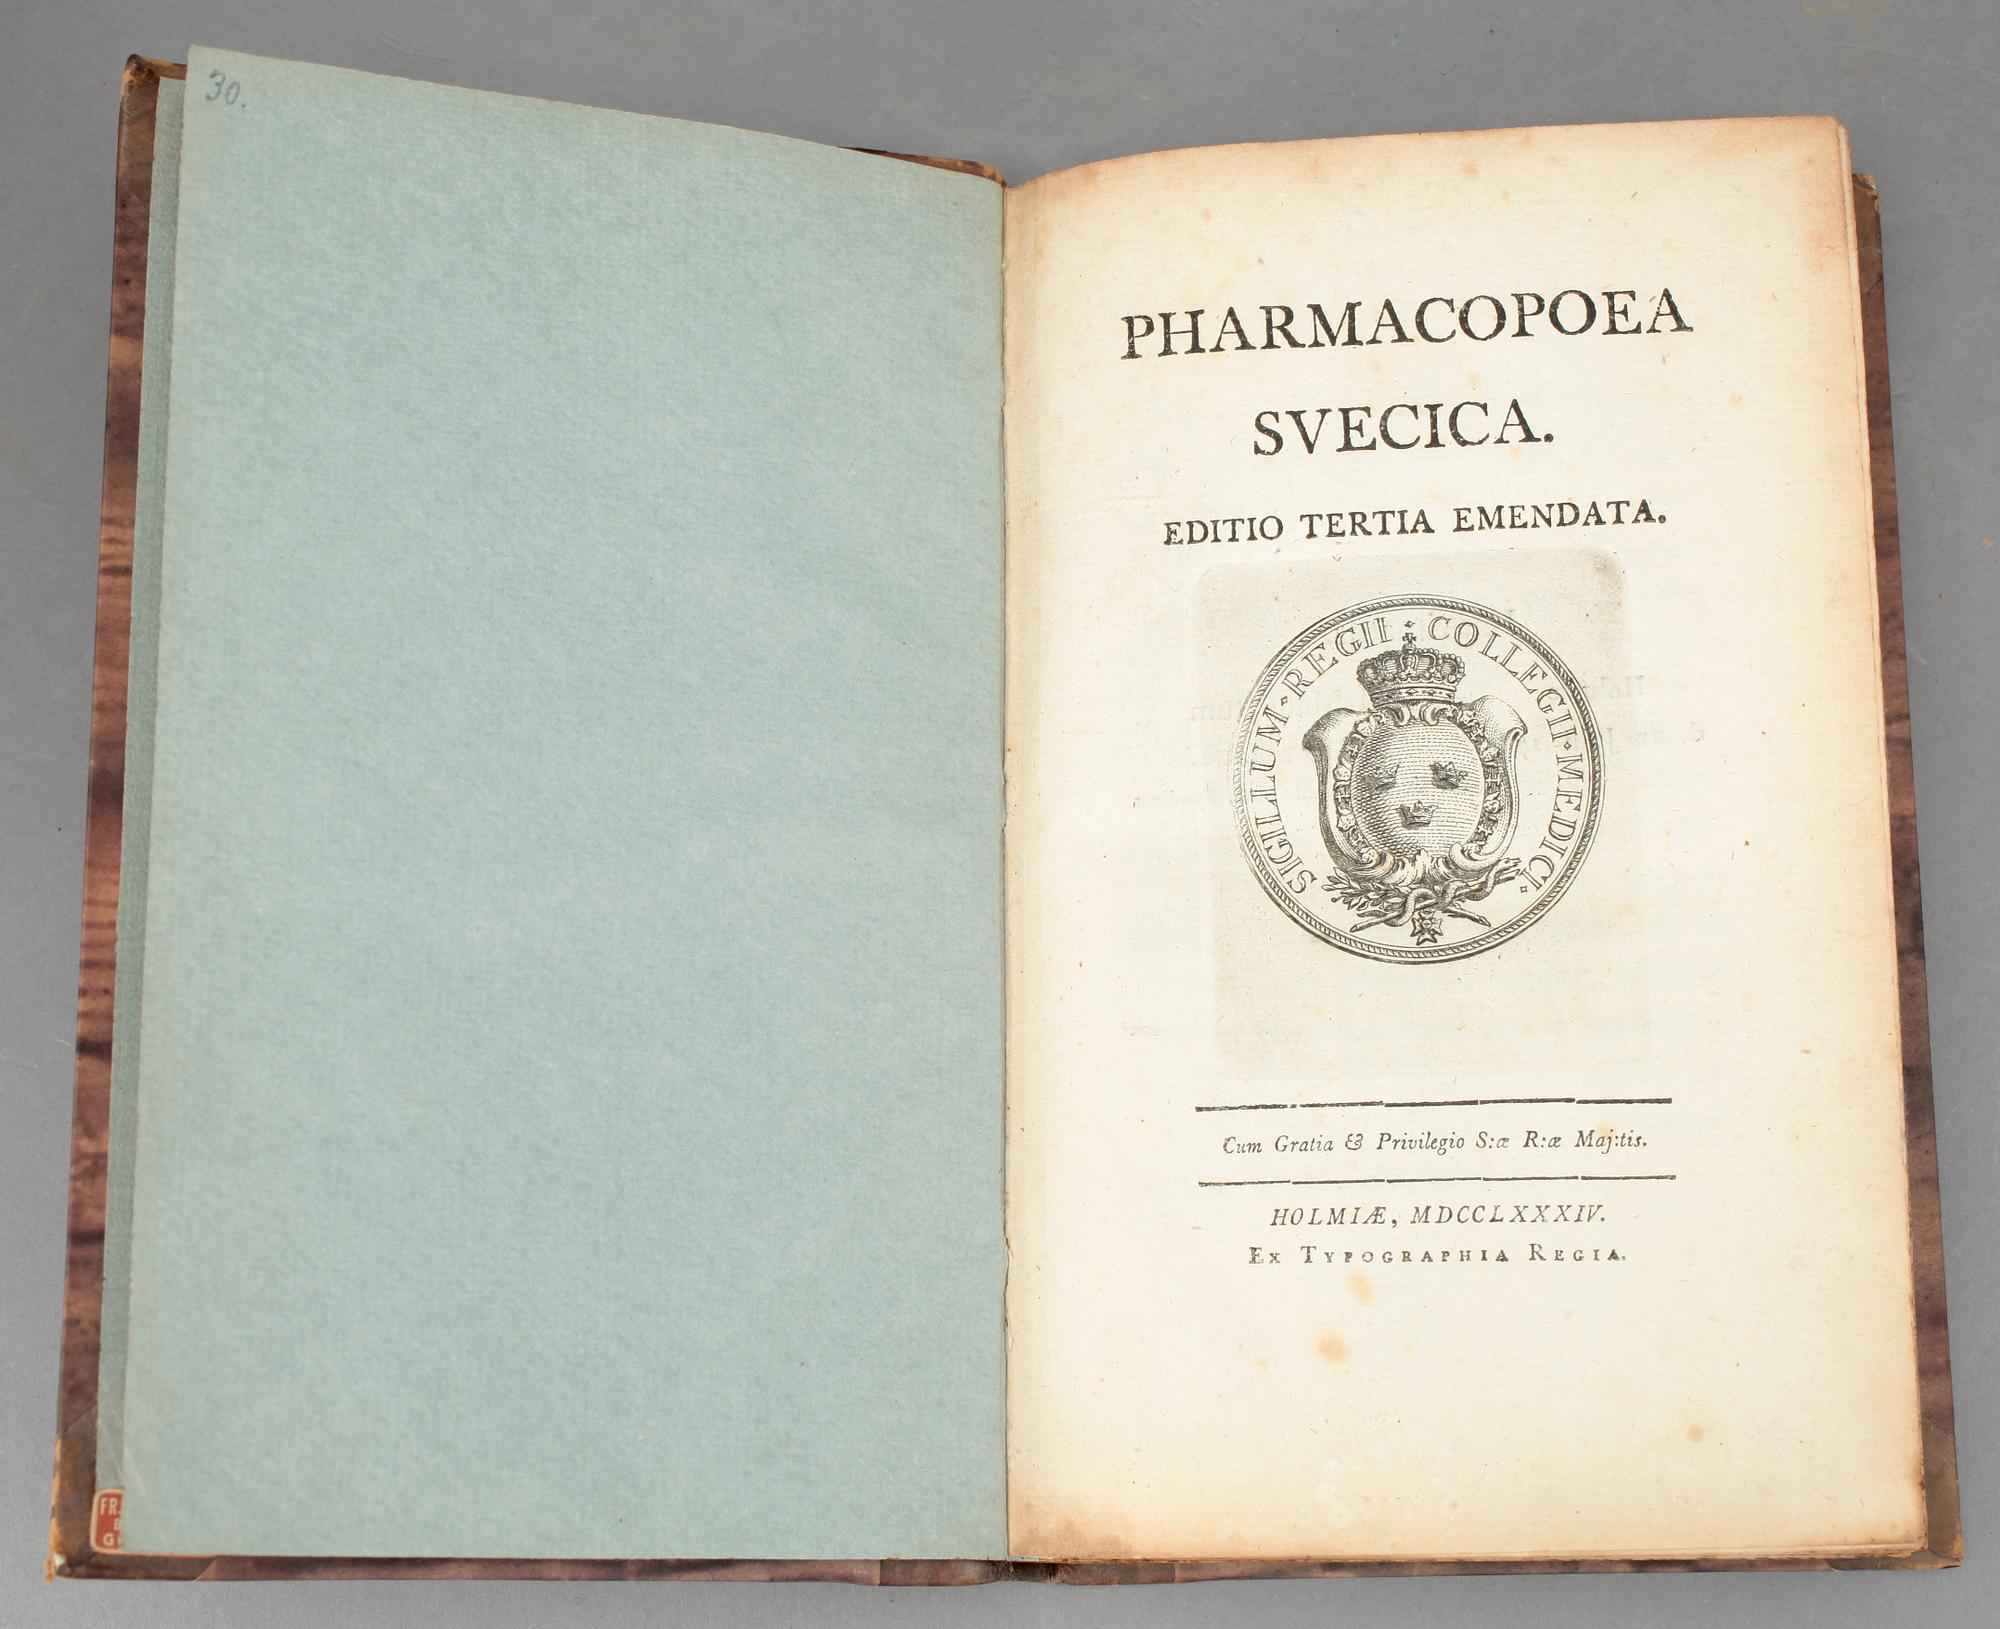 30.
PHARMACOPOEA
SVECICA.
EDITIO TERTIA EMENDATA.
SIGILLUM · REGII · COLLEGII · MEDICI.
Cum Gratia & Privilegio S:æ R:æ Maj:tis.
HOLMIÆ, MDCCLXXXIV.
EX TYPOGRAPHIA REGIA.